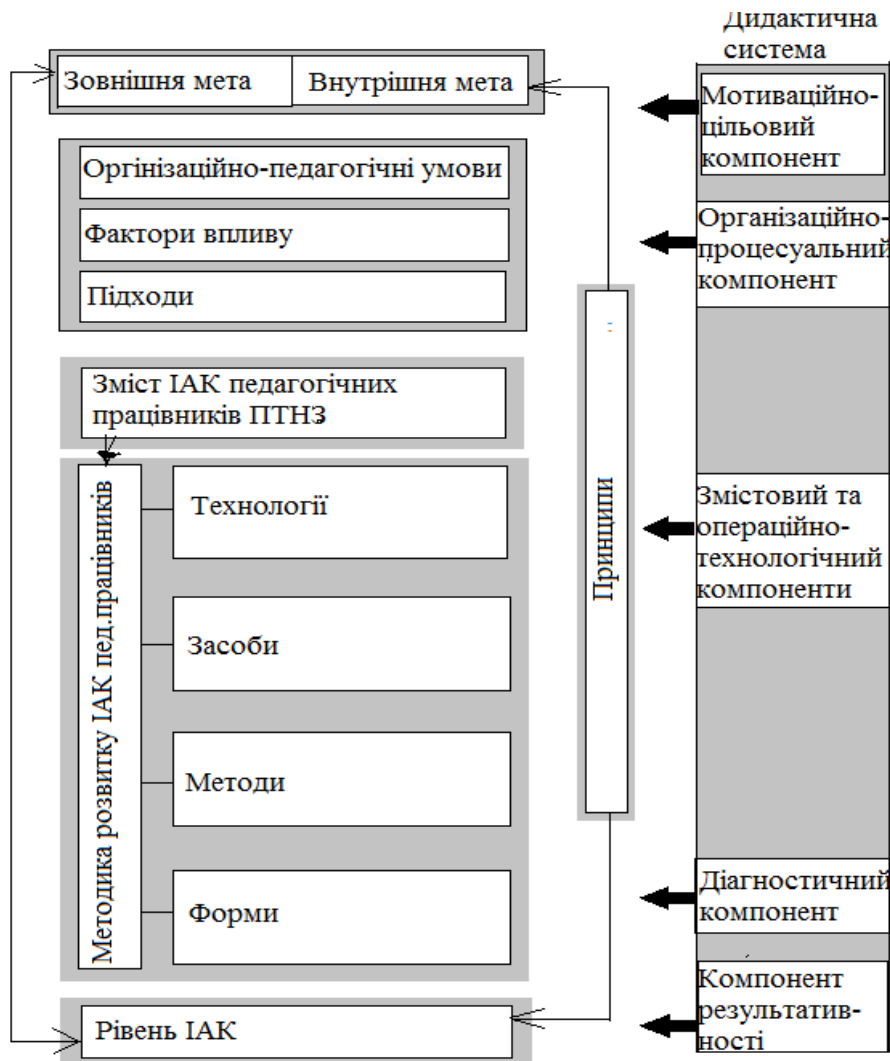 Дидактична
система
Зовнішня мета
Внутрішня мета
Мотиваційно-
цільовий
компонент
Оргінізаційно-педагогічні умови
Фактори впливу
Підходи
Організаційно-
процесуальний
компонент
Зміст ІАК педагогічних
працівників ПТНЗ
Методика розвитку ІАК пед.працівників
Технології
Засоби
Методи
Форми
Принципи
Змістовий та
операційно-
технологічний
компоненти
Діагностичний
компонент
Рівень ІАК
Компонент
результатив-
ності